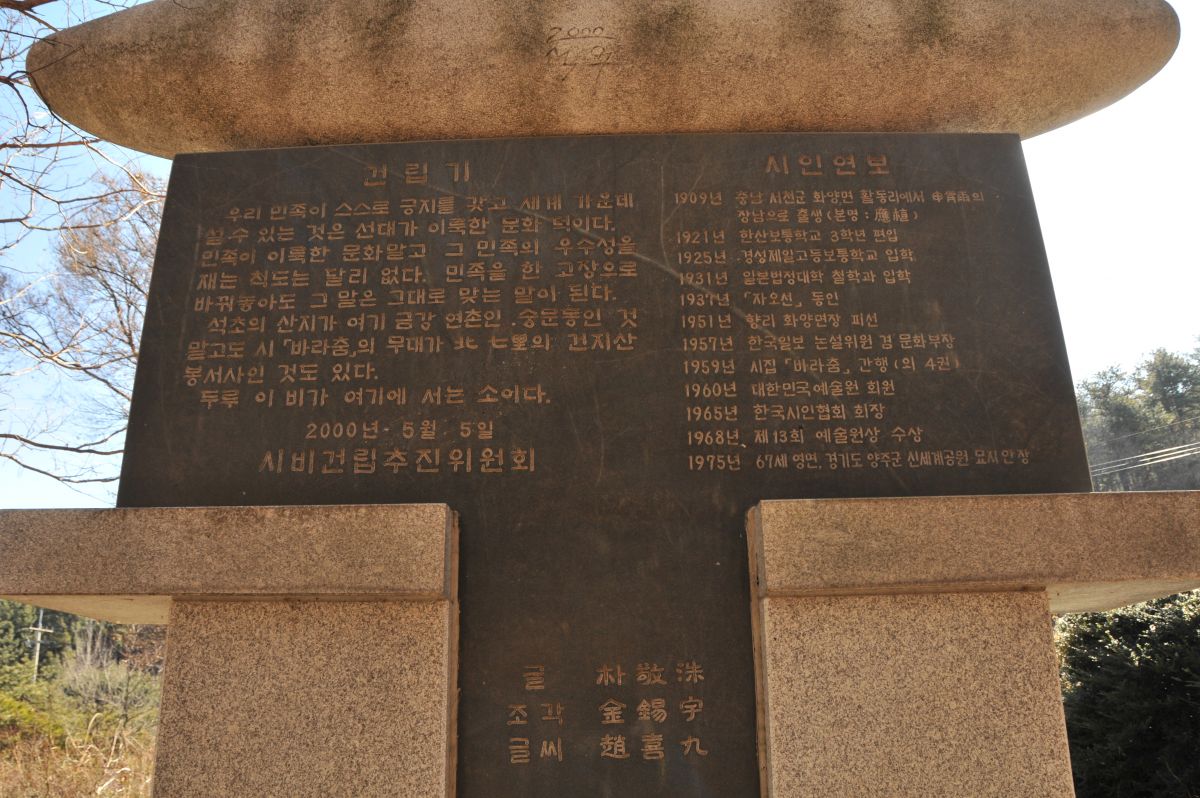 2000
건립기
우리 민족이 스스로 긍지를 갖고 세계 가운데
설 수 있는 것은 선대가 이룩한 문화 덕이다.
민족이 이룩한 문화말고 그 민족의 우수성을
재는 척도는 달리 없다. 민족을 한 고장으로
바꿔놓아도 그 말은 그대로 맞는 말이 된다.
석초의 산지가 여기 금강 연촌인 숭문동인 것
말고도 시 「바라춤」의 무대가 北七里의 건지산
봉서사인 것도 있다.
두루 이 비가 여기에 서는 소이다.
2000년 - 5월 5일
시비건립추진위원회
시인연보
1909년 충남 서천군 화양면 활동리에서 申의
장남으로 출생(본명 : 應植)
1921년 한산보통학교 3학년 편입
1925년 경성제일고등보통학교 입학
1931년 일본법정대학 철학과 입학
1937년 「자오선」 동인
1951년 향리 화양면장 피선
1957년 한국일보 논설위원 겸 문화부장
1959년 시집 「바라춤」 간행(외 4권)
1960년 대한민국예술원 회원
1965년 한국시인협회 회장
1968년 제13회 예술원상 수상
1975년 67세 영면, 경기도 양주군 신세계공원 묘지 안장
글 朴敬洙
조각 金錫宇
글씨 趙喜九